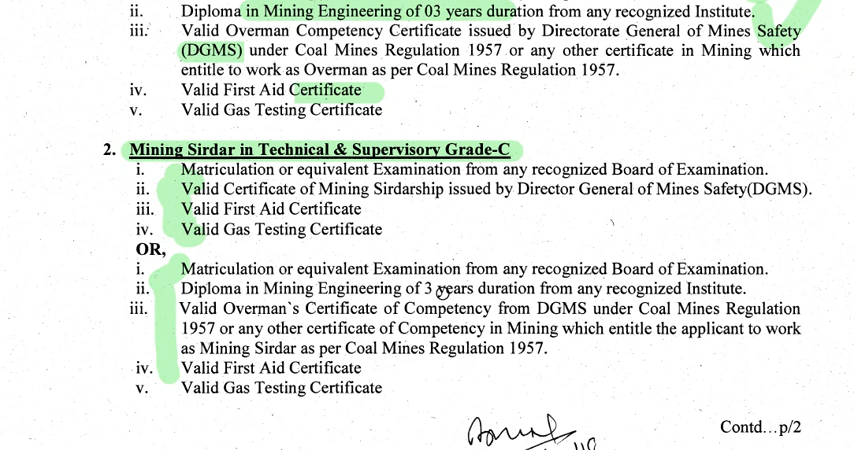 ii. Diploma in Mining Engineering of 03 years duration from any recognized Institute.
iii. Valid Overman Competency Certificate issued by Directorate General of Mines Safety
(DGMS) under Coal Mines Regulation 1957 or any other certificate in Mining which
entitle to work as Overman as per Coal Mines Regulation 1957.
iv. Valid First Aid Certificate
v. Valid Gas Testing Certificate
2. Mining Sirdar in Technical & Supervisory Grade-C
i. Matriculation or equivalent Examination from any recognized Board of Examination.
ii. Valid Certificate of Mining Sirdarship issued by Director General of Mines Safety(DGMS).
iii. Valid First Aid Certificate
iv. Valid Gas Testing Certificate
OR,
i. Matriculation or equivalent Examination from any recognized Board of Examination.
ii. Diploma in Mining Engineering of 3 years duration from any recognized Institute.
iii. Valid Overman`s Certificate of Competency from DGMS under Coal Mines Regulation
1957 or any other certificate of Competency in Mining which entitle the applicant to work
as Mining Sirdar as per Coal Mines Regulation 1957.
iv. Valid First Aid Certificate
v. Valid Gas Testing Certificate
Contd…p/2